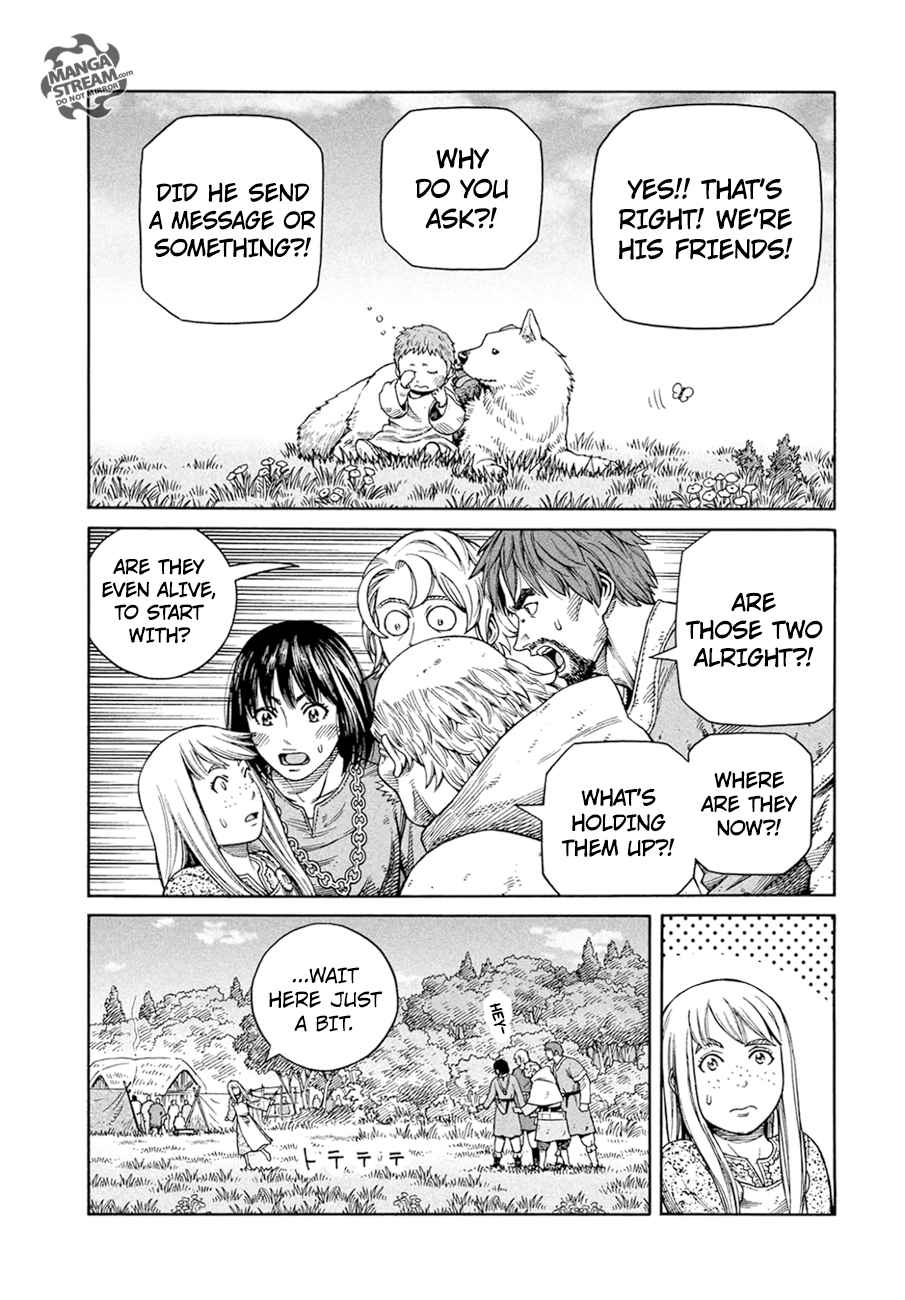 MANGA
STREAM.com
DO NOT MIRROR
YES!! THAT'S
RIGHT! WE'RE
HIS FRIENDS!
WHY
DO YOU
ASK?!
DID HE SEND
A MESSAGE OR
SOMETHING?!
ARE
THOSE TWO
ALRIGHT?!
WHERE
ARE THEY
NOW?!
WHAT'S
HOLDING
THEM UP?!
ARE THEY
EVEN ALIVE,
TO START
WITH?
...WAIT
HERE JUST
A BIT.
HEY-
トテテテ